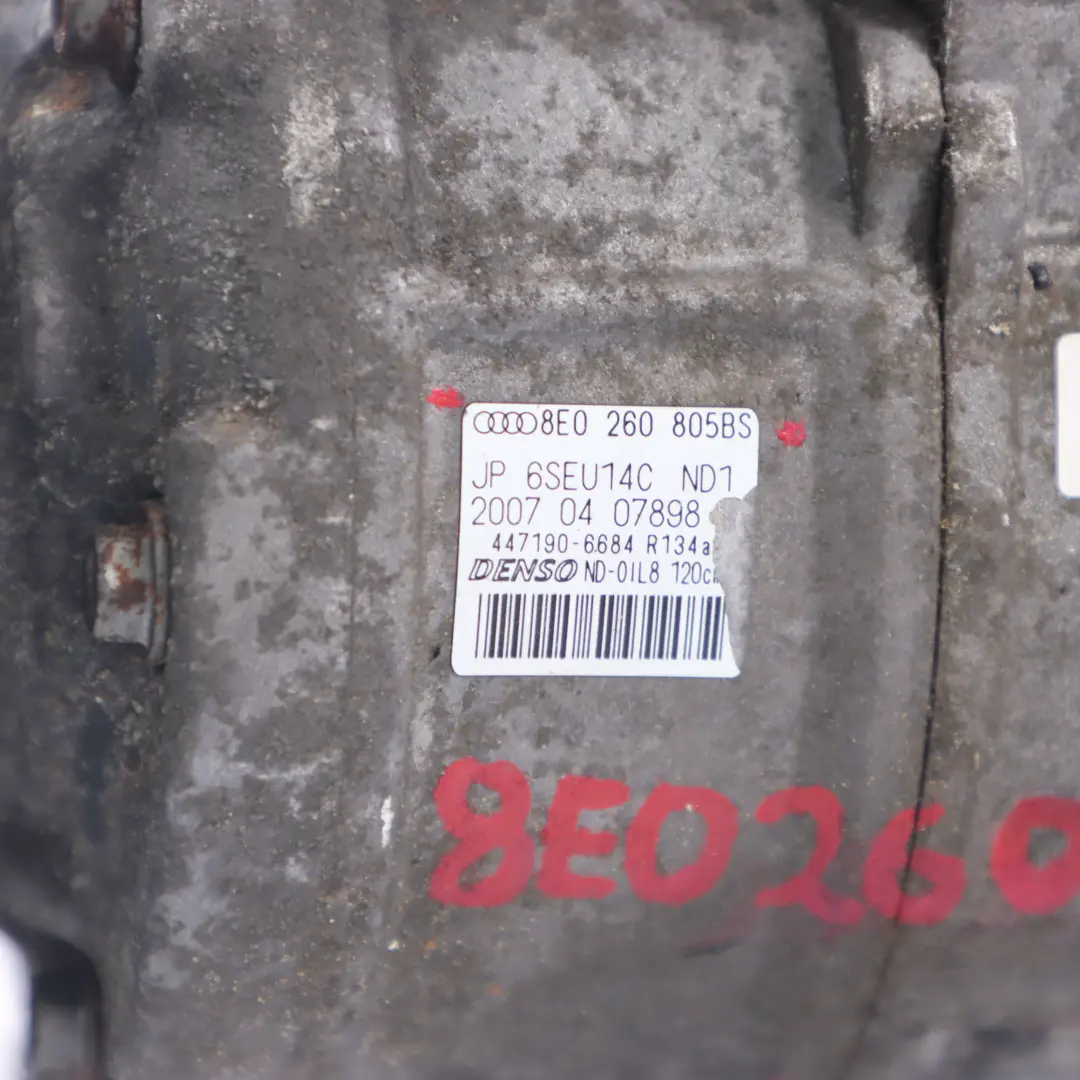 8E0 260 805BS
JP 6SEU14C ND1
2007 04 07898
447190-6684 R134a
DENSO ND-OIL8 120c
8E0260